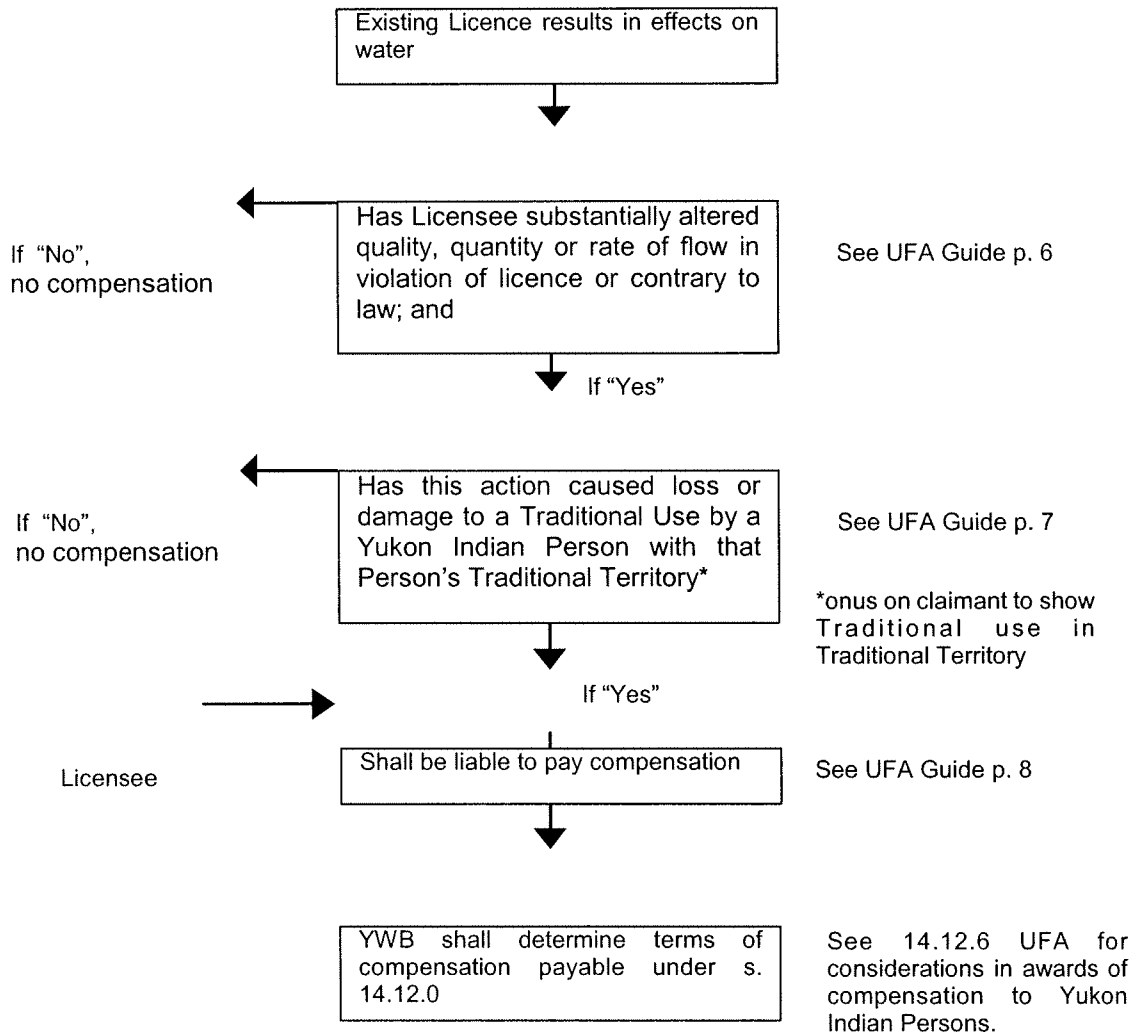 Existing Licence results in effects on
water
Has Licensee substantially altered
quality, quantity or rate of flow in
violation of licence or contrary to
law; and
If “No”,
no compensation
See UFA Guide p. 6
If “Yes”
Has this action caused loss or
damage to a Traditional Use by a
Yukon Indian Person with that
Person's Traditional Territory*
If “No”,
no compensation
See UFA Guide p. 7
*onus on claimant to show
Traditional use in
Traditional Territory
If “Yes”
Licensee
Shall be liable to pay compensation
See UFA Guide p. 8
YWB shall determine terms of
compensation payable under s.
14.12.0
See 14.12.6 UFA for
considerations in awards of
compensation to Yukon
Indian Persons.